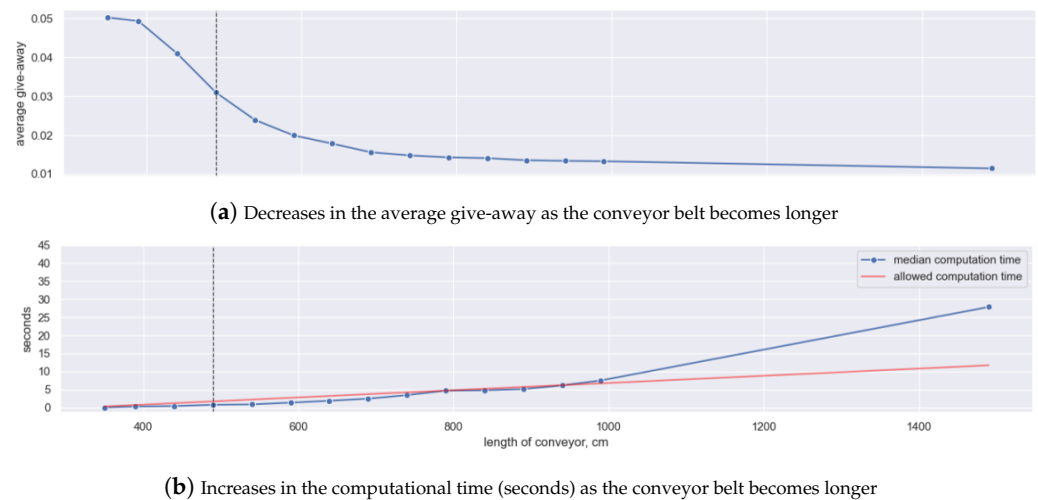 0.05
0.04
0.03
0.02
0.01
average give-away
(a) Decreases in the average give-away as the conveyor belt becomes longer
45
40
35
30
25
20
15
10
5
0
seconds
median computation time
allowed computation time
400 600 800 1000 1200 1400
length of conveyor, cm
(b) Increases in the computational time (seconds) as the conveyor belt becomes longer